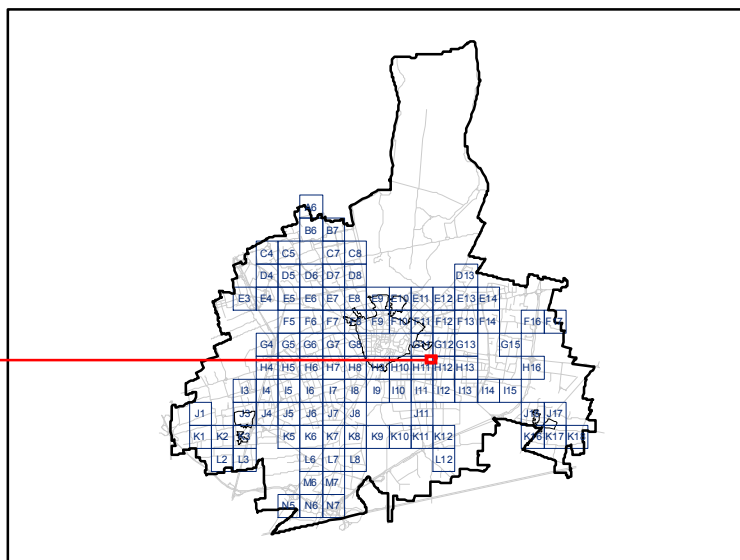 A6
B6 B7
C4 C5 C7 C8
D4 D5 D6 D7 D8 D13
E3 E4 E5 E6 E7 E8 E9 E10 E11 E12 E13 E14
F5 F6 F7 F9 F10 F11 F12 F13 F14 F16
G4 G5 G6 G7 G8 G12 G13 G15
H4 H5 H6 H7 H8 H9 H10 H11 H12 H13 H16
I3 I4 I5 I6 I7 I8 I9 I10 I11 I12 I13 I14 I15
J1 J3 J4 J5 J6 J7 J8 J11 J17
K1 K2 K5 K6 K7 K8 K9 K10 K11 K12 K16 K17 K18
L2 L3 L6 L7 L8 L12
M6 M7
N5 N6 N7